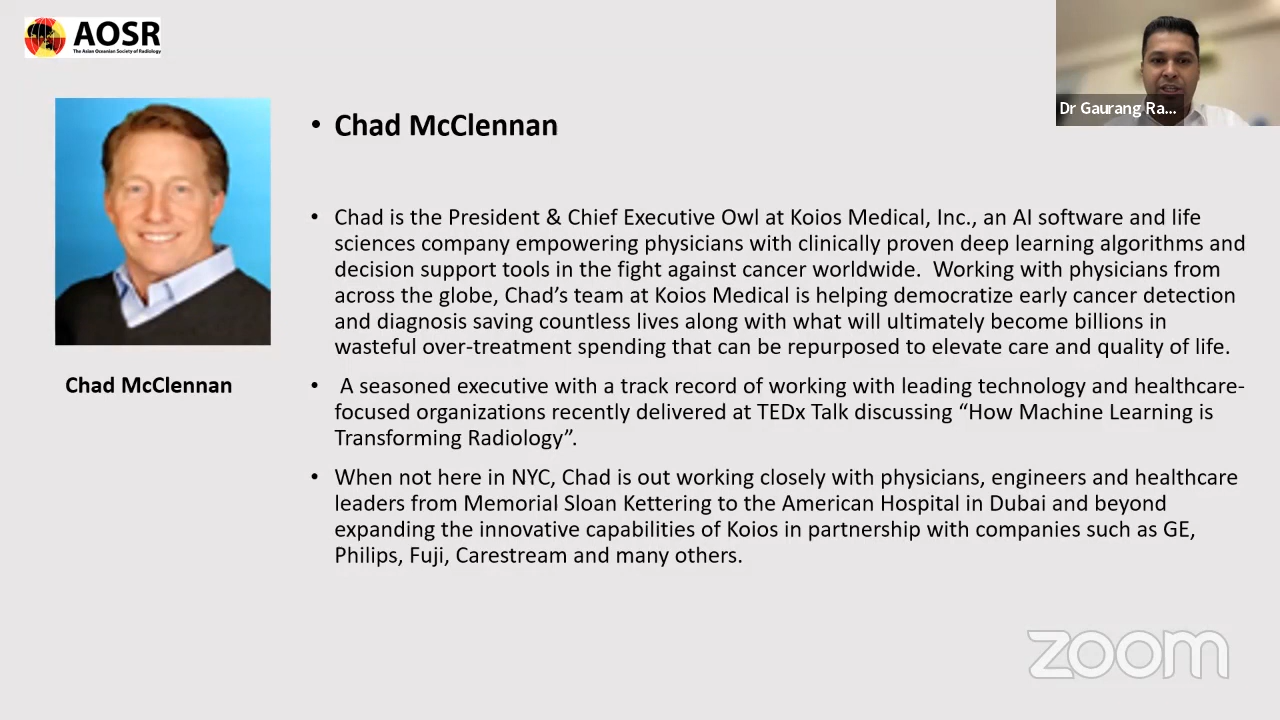 AOSR
The Asian Oceanian Society of Radiology
Dr Gaurang Ra...
• Chad McClennan
• Chad is the President & Chief Executive Owl at Koios Medical, Inc., an AI software and life
sciences company empowering physicians with clinically proven deep learning algorithms and
decision support tools in the fight against cancer worldwide.  Working with physicians from
across the globe, Chad’s team at Koios Medical is helping democratize early cancer detection
and diagnosis saving countless lives along with what will ultimately become billions in
wasteful over-treatment spending that can be repurposed to elevate care and quality of life.
Chad McClennan
• A seasoned executive with a track record of working with leading technology and healthcare-
focused organizations recently delivered at TEDx Talk discussing “How Machine Learning is
Transforming Radiology”.
• When not here in NYC, Chad is out working closely with physicians, engineers and healthcare
leaders from Memorial Sloan Kettering to the American Hospital in Dubai and beyond
expanding the innovative capabilities of Koios in partnership with companies such as GE,
Philips, Fuji, Carestream and many others.
zoom